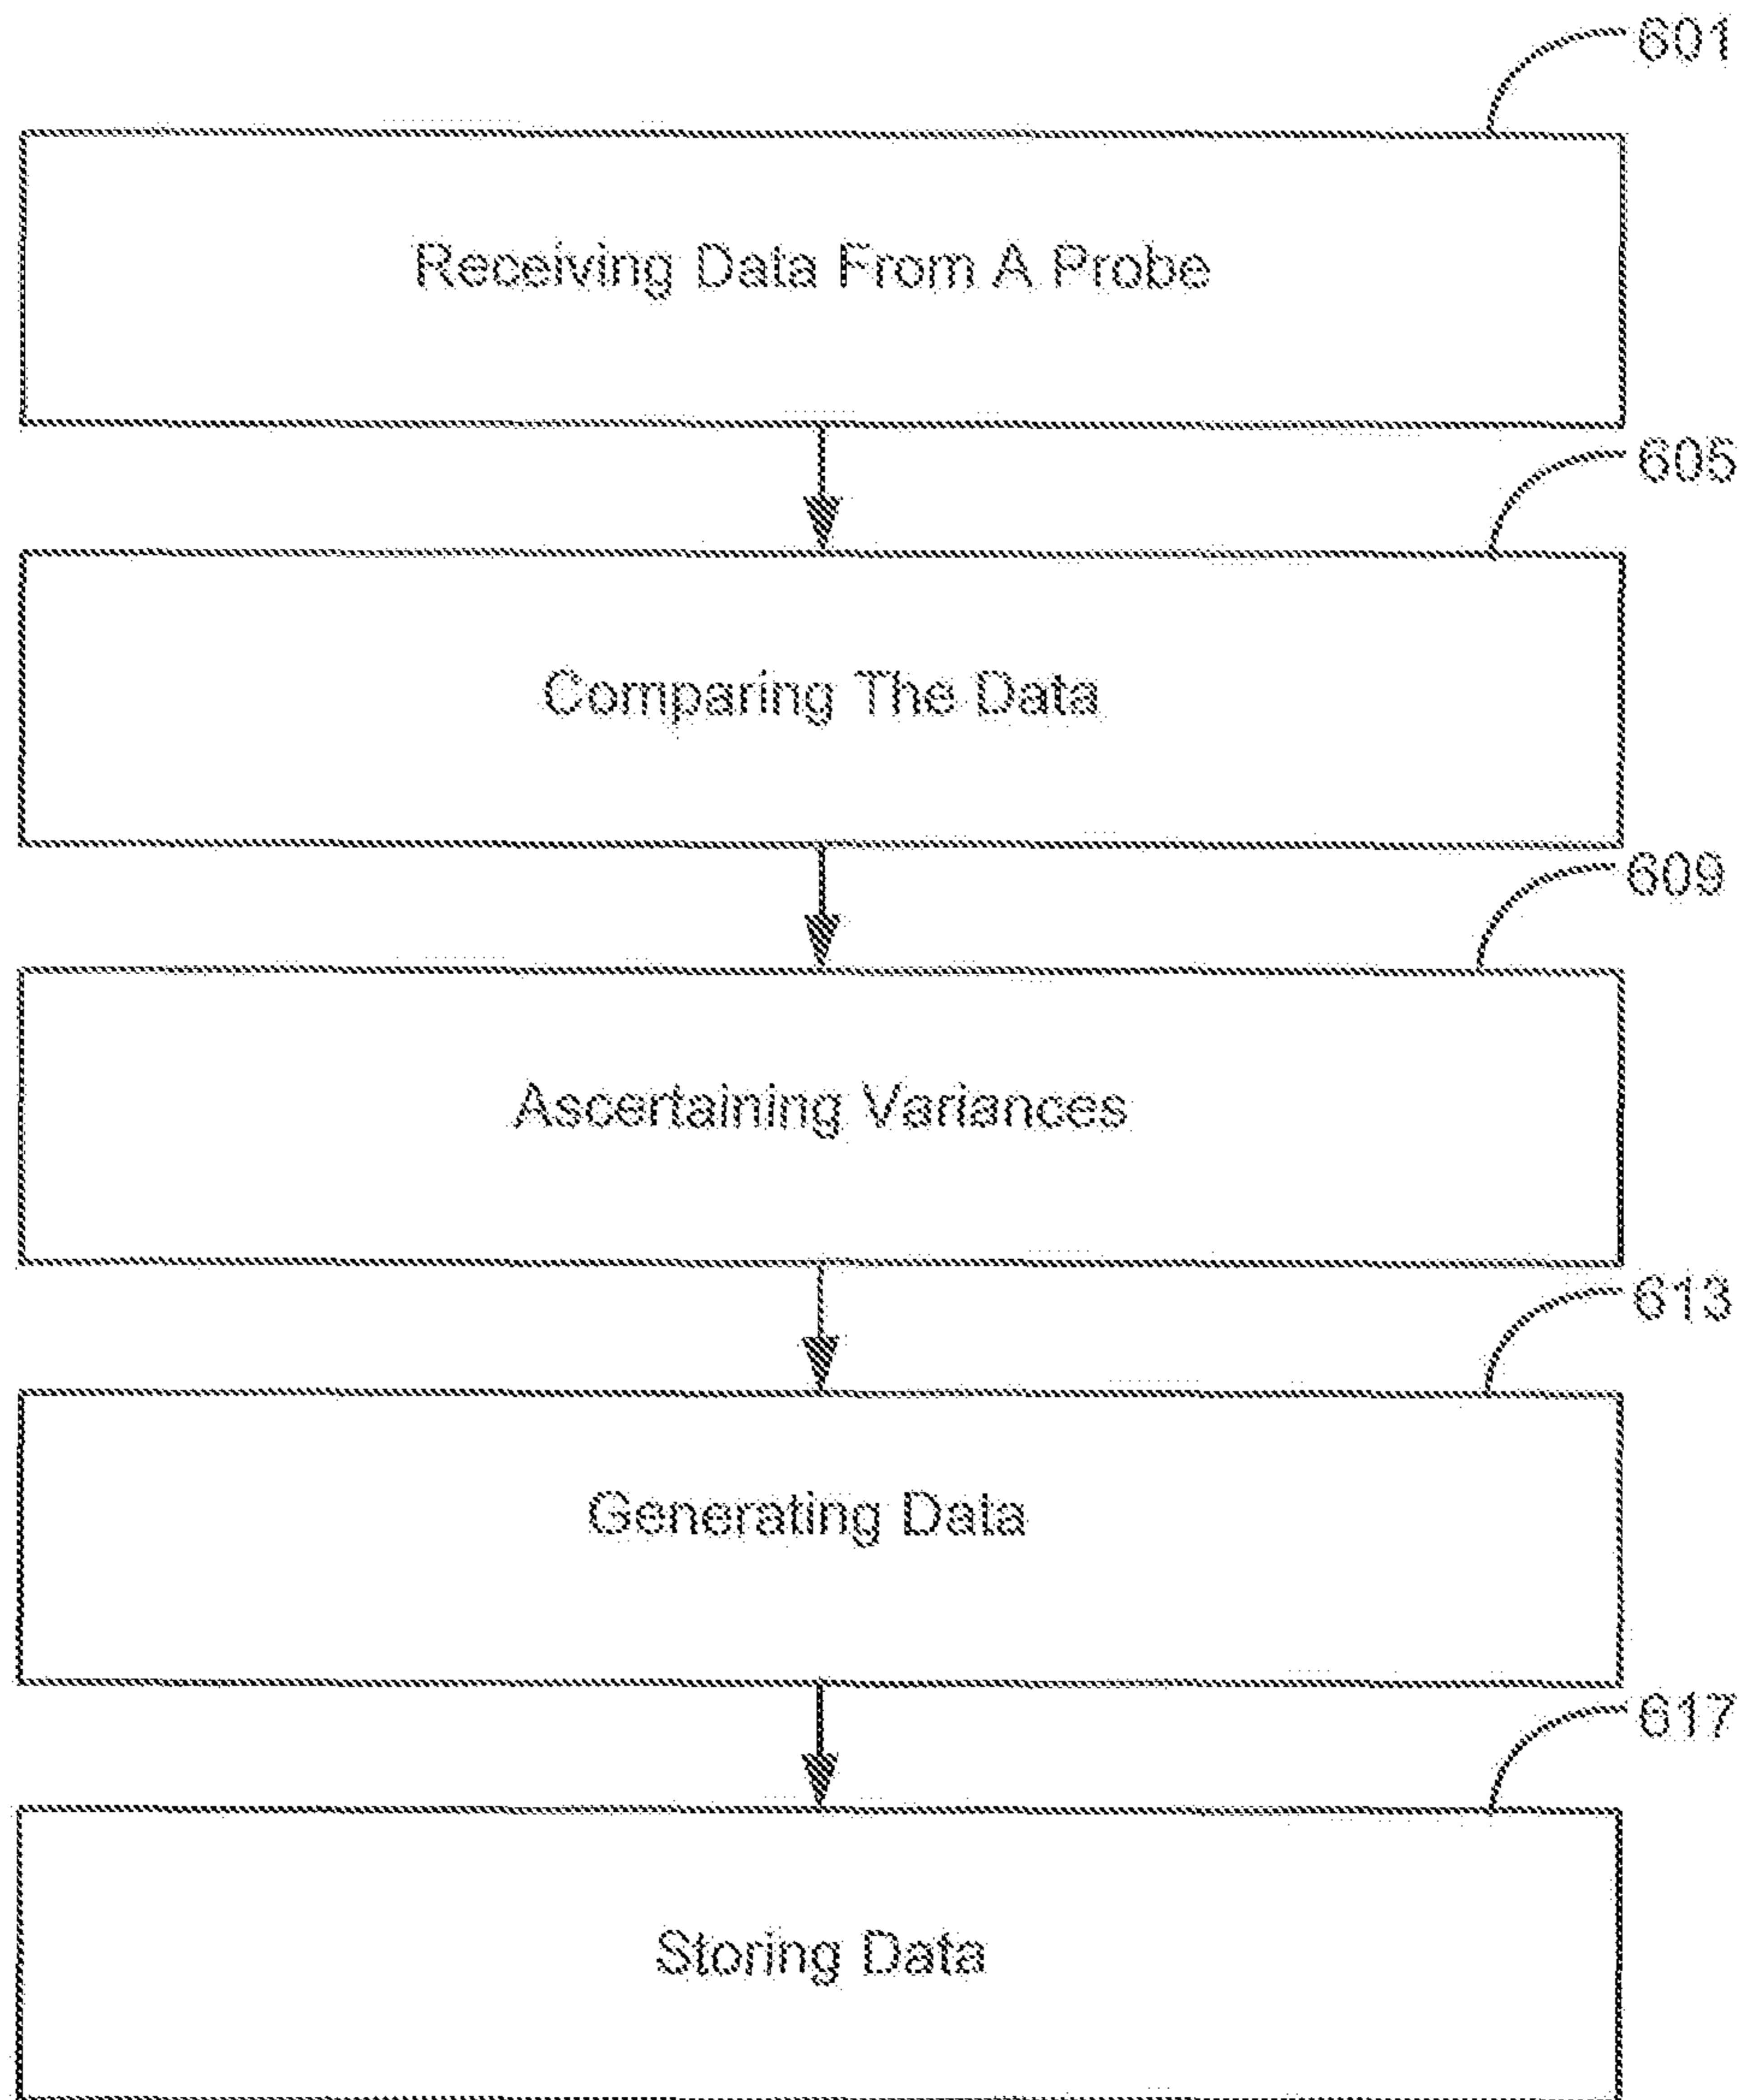 601
Receiving Data From A Probe
605
Comparing The Data
609
Ascertaining Variances
613
Generating Data
617
Storing Data